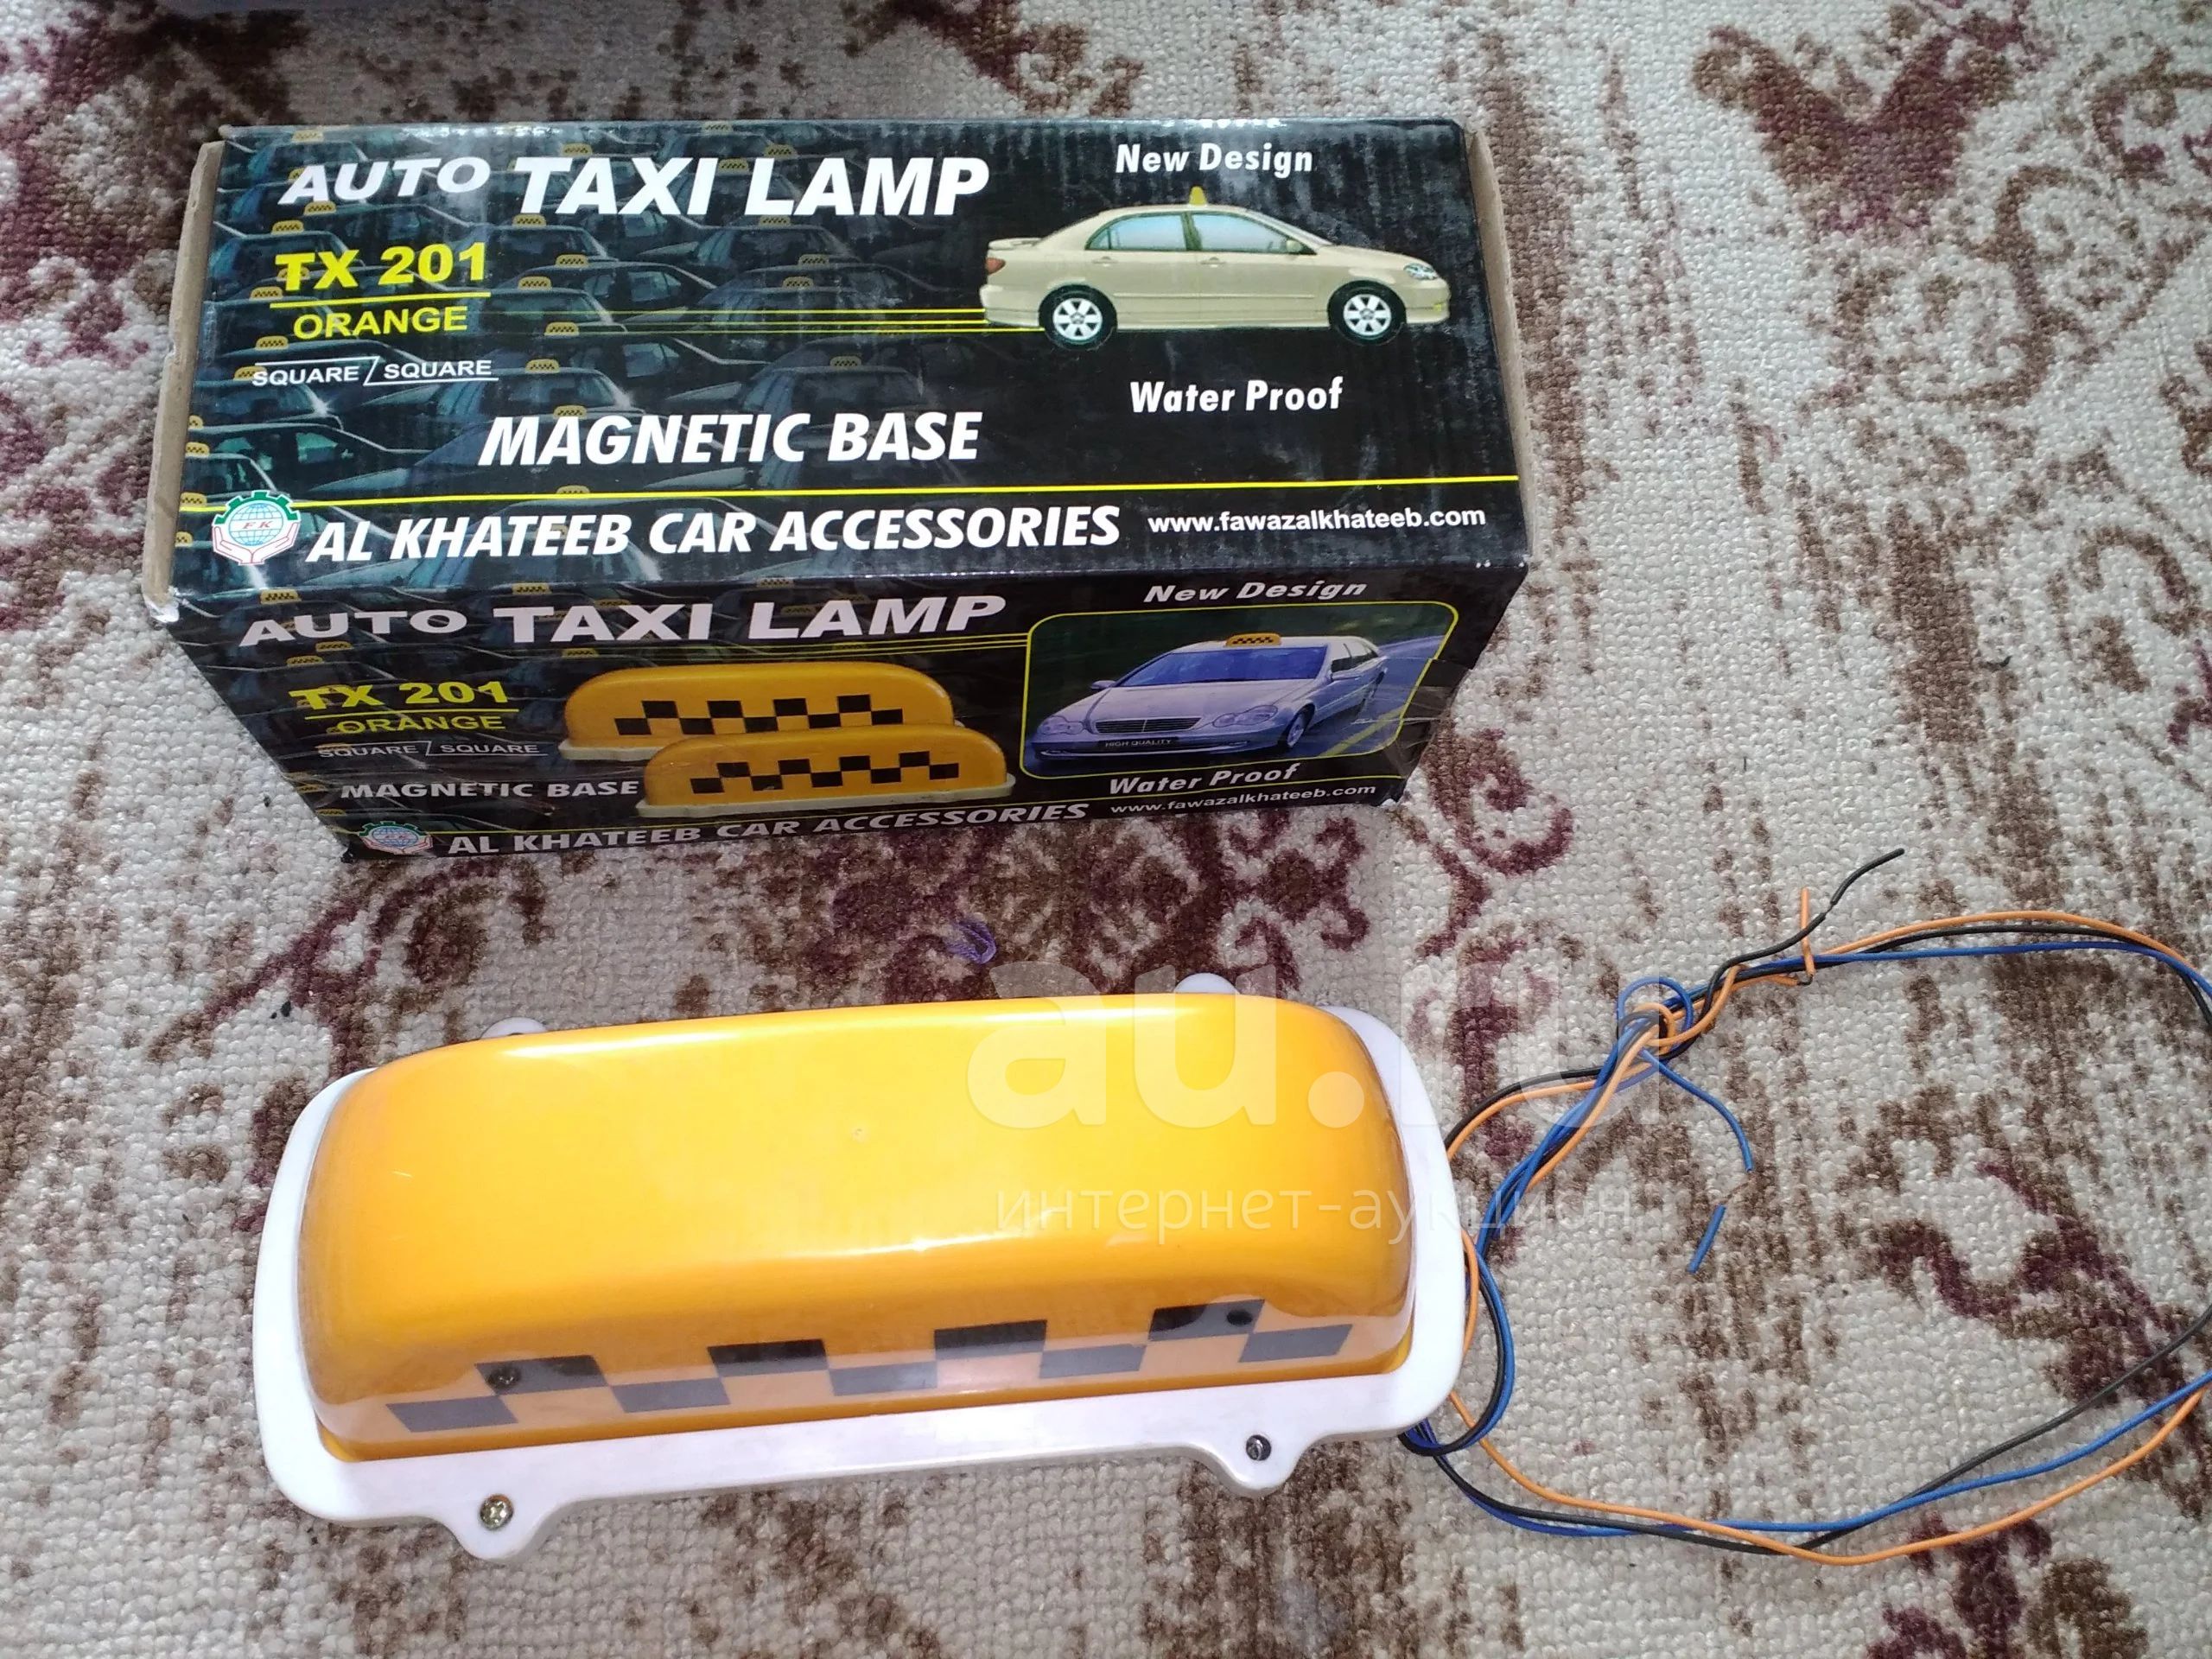 AUTO TAXI LAMP
New Design
TX 201
ORANGE
SQUARE / SQUARE
Water Proof
MAGNETIC BASE
FK
AL KHATEEB CAR ACCESSORIES
www.fawazalkhateeb.com
New Design
AUTO TAXI LAMP
TX 201
ORANGE
SQUARE / SQUARE
HIGH QUALITY
MAGNETIC BASE
Water Proof
AL KHATEEB CAR ACCESSORIES
www.fawazalkhateeb.com
au.ru
интернет-аукцион